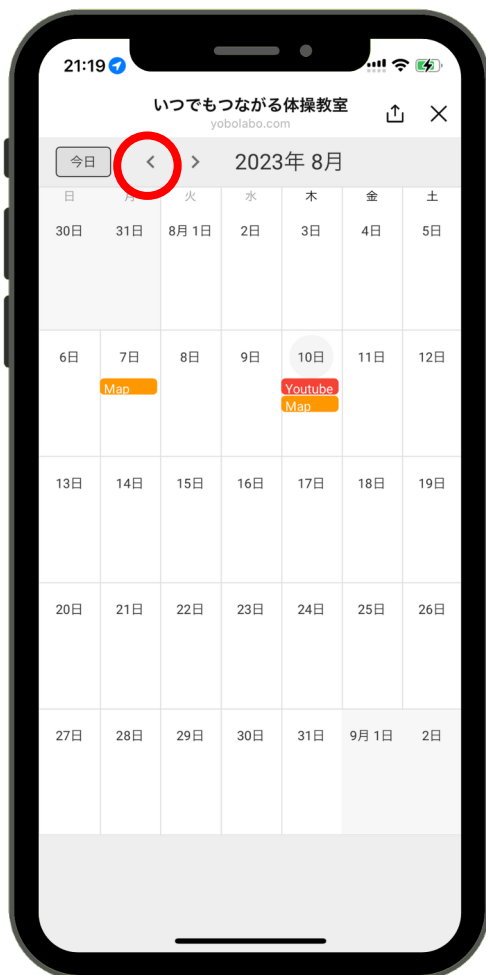 21:19
いつでもつながる体操教室
yobolabo.com
今日 < > 2023年 8月
日 月 火 水 木 金 土
30日 31日 8月 1日 2日 3日 4日 5日
6日 7日 8日 9日 10日 11日 12日
Map Youtube
Map
13日 14日 15日 16日 17日 18日 19日
20日 21日 22日 23日 24日 25日 26日
27日 28日 29日 30日 31日 9月 1日 2日